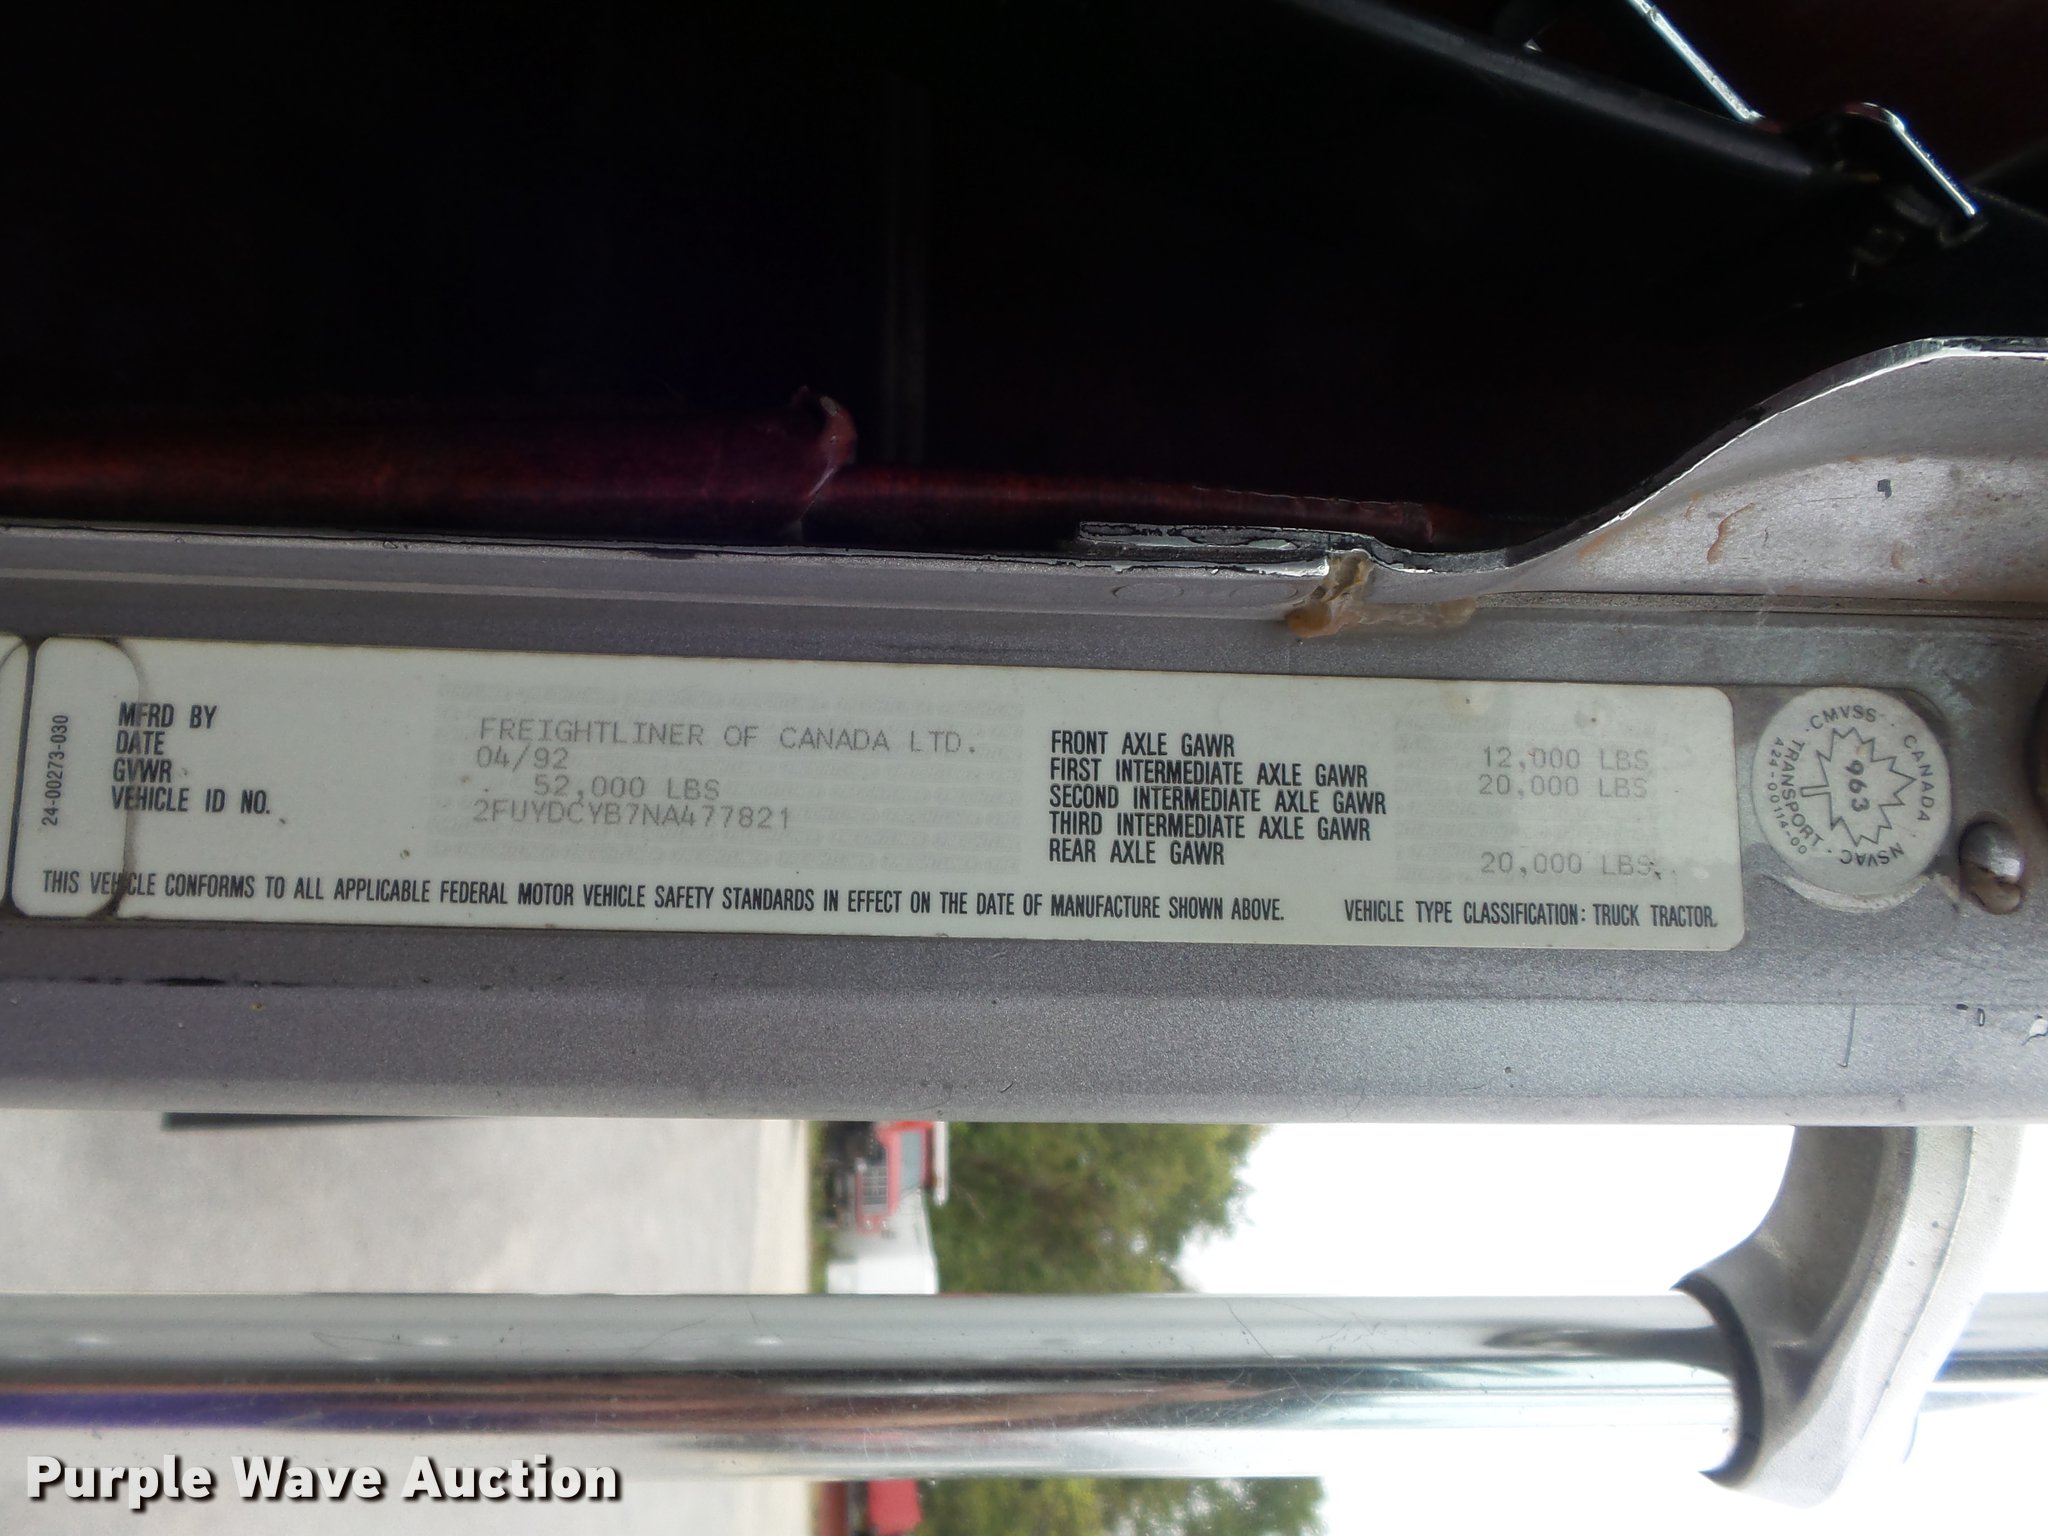 24-00273-030
MFRD BY FREIGHTLINER OF CANADA LTD.
DATE 04/92
GVWR 52,000 LBS
VEHICLE ID NO. 2FUYDCYB7NA477821
FRONT AXLE GAWR 12,000 LBS
FIRST INTERMEDIATE AXLE GAWR 20,000 LBS
SECOND INTERMEDIATE AXLE GAWR
THIRD INTERMEDIATE AXLE GAWR
REAR AXLE GAWR 20,000 LBS.
THIS VEHICLE CONFORMS TO ALL APPLICABLE FEDERAL MOTOR VEHICLE SAFETY STANDARDS IN EFFECT ON THE DATE OF MANUFACTURE SHOWN ABOVE. VEHICLE TYPE CLASSIFICATION: TRUCK TRACTOR.
CMVSS · CANADA
NSVAC · TRANSPORT
A24-00114-00
963
Purple Wave Auction